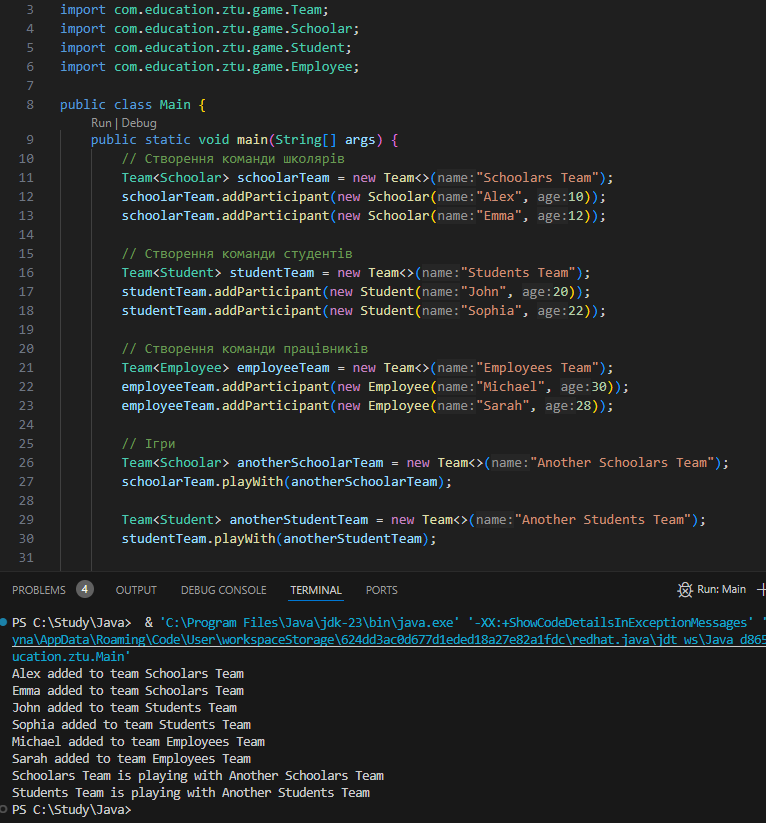 3 import com.education.ztu.game.Team;
4 import com.education.ztu.game.Schoolar;
5 import com.education.ztu.game.Student;
6 import com.education.ztu.game.Employee;
7
8 public class Main {
Run | Debug
9 public static void main(String[] args) {
10 // Створення команди школярів
11 Team<Schoolar> schoolarTeam = new Team<>(name:"Schoolars Team");
12 schoolarTeam.addParticipant(new Schoolar(name:"Alex", age:10));
13 schoolarTeam.addParticipant(new Schoolar(name:"Emma", age:12));
14
15 // Створення команди студентів
16 Team<Student> studentTeam = new Team<>(name:"Students Team");
17 studentTeam.addParticipant(new Student(name:"John", age:20));
18 studentTeam.addParticipant(new Student(name:"Sophia", age:22));
19
20 // Створення команди працівників
21 Team<Employee> employeeTeam = new Team<>(name:"Employees Team");
22 employeeTeam.addParticipant(new Employee(name:"Michael", age:30));
23 employeeTeam.addParticipant(new Employee(name:"Sarah", age:28));
24
25 // Ігри
26 Team<Schoolar> anotherSchoolarTeam = new Team<>(name:"Another Schoolars Team");
27 schoolarTeam.playWith(anotherSchoolarTeam);
28
29 Team<Student> anotherStudentTeam = new Team<>(name:"Another Students Team");
30 studentTeam.playWith(anotherStudentTeam);
31
PROBLEMS 4 OUTPUT DEBUG CONSOLE TERMINAL PORTS Run: Main
PS C:\Study\Java> & 'C:\Program Files\Java\jdk-23\bin\java.exe' '-XX:+ShowCodeDetailsInExceptionMessages' '
yna\AppData\Roaming\Code\User\workspaceStorage\624dd3ac0d677d1eded18a27e82a1fdc\redhat.java\jdt_ws\Java_d865
ucation.ztu.Main'
Alex added to team Schoolars Team
Emma added to team Schoolars Team
John added to team Students Team
Sophia added to team Students Team
Michael added to team Employees Team
Sarah added to team Employees Team
Schoolars Team is playing with Another Schoolars Team
Students Team is playing with Another Students Team
PS C:\Study\Java>